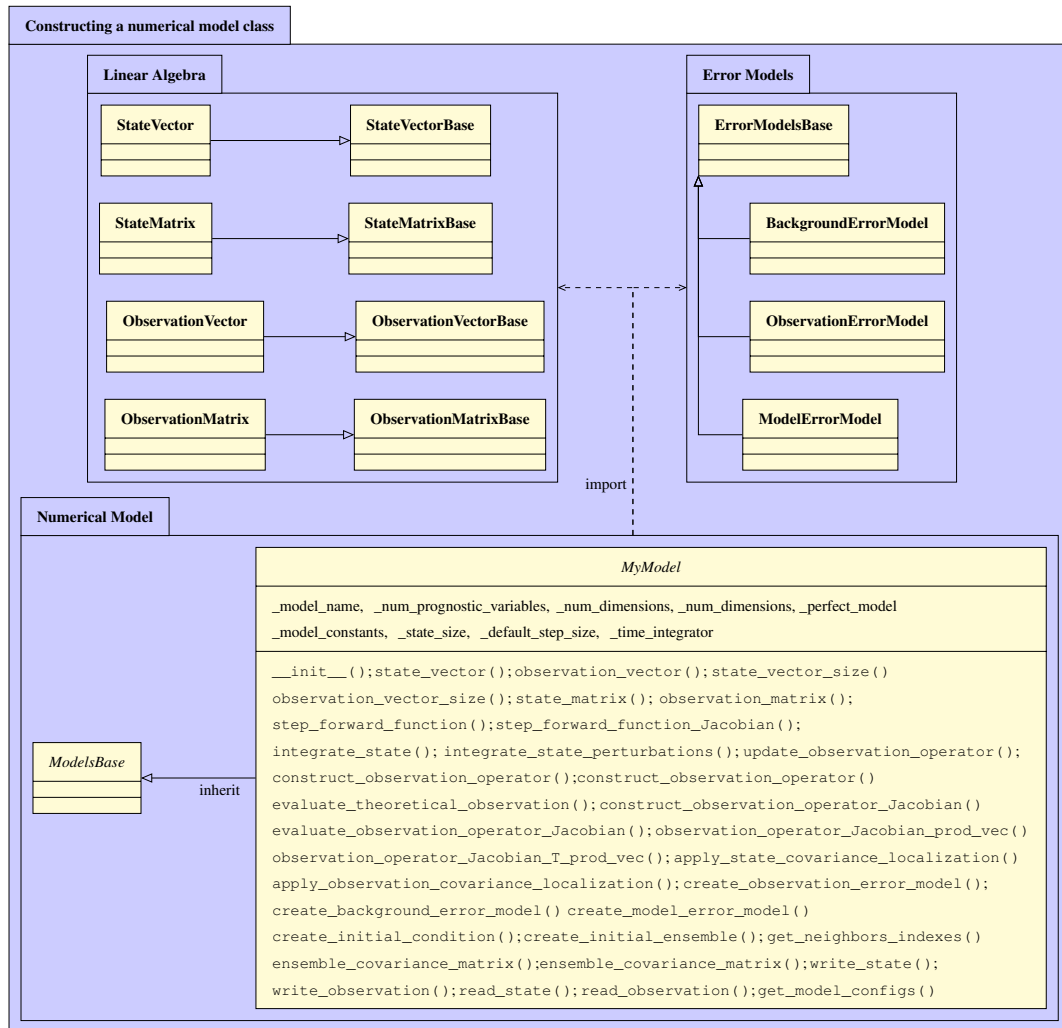 Constructing a numerical model class
Linear Algebra
StateVector
StateVectorBase
StateMatrix
StateMatrixBase
ObservationVector
ObservationVectorBase
ObservationMatrix
ObservationMatrixBase
Error Models
ErrorModelsBase
BackgroundErrorModel
ObservationErrorModel
ModelErrorModel
import
Numerical Model
ModelsBase
inherit
MyModel
_model_name, _num_prognostic_variables, _num_dimensions, _num_dimensions, _perfect_model
_model_constants, _state_size, _default_step_size, _time_integrator
__init__();state_vector();observation_vector();state_vector_size()
observation_vector_size();state_matrix(); observation_matrix();
step_forward_function();step_forward_function_Jacobian();
integrate_state(); integrate_state_perturbations();update_observation_operator();
construct_observation_operator();construct_observation_operator()
evaluate_theoretical_observation();construct_observation_operator_Jacobian()
evaluate_observation_operator_Jacobian();observation_operator_Jacobian_prod_vec()
observation_operator_Jacobian_T_prod_vec();apply_state_covariance_localization()
apply_observation_covariance_localization();create_observation_error_model();
create_background_error_model() create_model_error_model()
create_initial_condition();create_initial_ensemble();get_neighbors_indexes()
ensemble_covariance_matrix();ensemble_covariance_matrix();write_state();
write_observation();read_state();read_observation();get_model_configs()